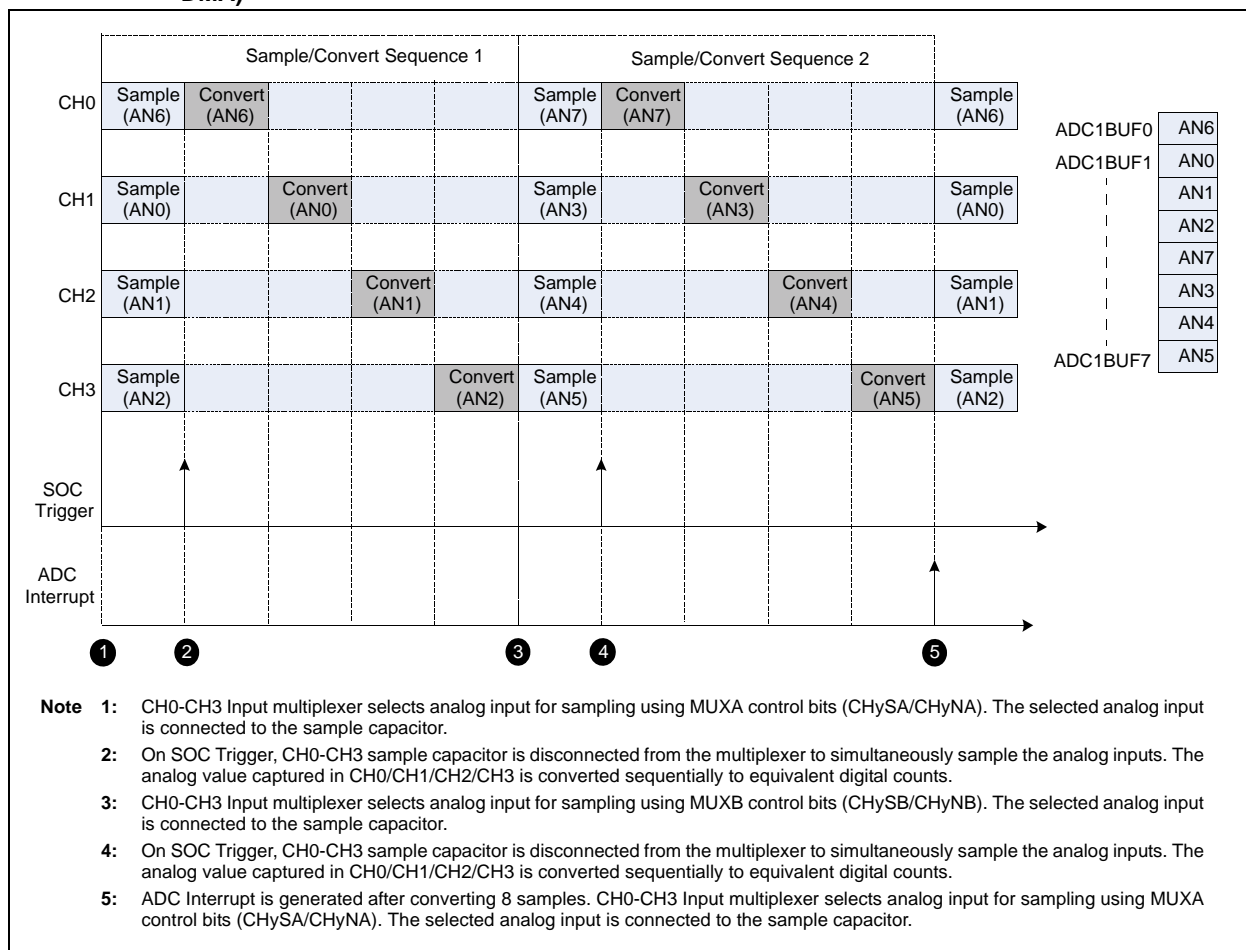 DMA)
Sample/Convert Sequence 1
Sample/Convert Sequence 2
CH0
Sample
(AN6)
Convert
(AN6)
Sample
(AN7)
Convert
(AN7)
Sample
(AN6)
CH1
Sample
(AN0)
Convert
(AN0)
Sample
(AN3)
Convert
(AN3)
Sample
(AN0)
CH2
Sample
(AN1)
Convert
(AN1)
Sample
(AN4)
Convert
(AN4)
Sample
(AN1)
CH3
Sample
(AN2)
Convert
(AN2)
Sample
(AN5)
Convert
(AN5)
Sample
(AN2)
ADC1BUF0 AN6
ADC1BUF1 AN0
AN1
AN2
AN7
AN3
AN4
ADC1BUF7 AN5
SOC
Trigger
ADC
Interrupt
1 2 3 4 5
Note 1: CH0-CH3 Input multiplexer selects analog input for sampling using MUXA control bits (CHySA/CHyNA). The selected analog input
is connected to the sample capacitor.
2: On SOC Trigger, CH0-CH3 sample capacitor is disconnected from the multiplexer to simultaneously sample the analog inputs. The
analog value captured in CH0/CH1/CH2/CH3 is converted sequentially to equivalent digital counts.
3: CH0-CH3 Input multiplexer selects analog input for sampling using MUXB control bits (CHySB/CHyNB). The selected analog input
is connected to the sample capacitor.
4: On SOC Trigger, CH0-CH3 sample capacitor is disconnected from the multiplexer to simultaneously sample the analog inputs. The
analog value captured in CH0/CH1/CH2/CH3 is converted sequentially to equivalent digital counts.
5: ADC Interrupt is generated after converting 8 samples. CH0-CH3 Input multiplexer selects analog input for sampling using MUXA
control bits (CHySA/CHyNA). The selected analog input is connected to the sample capacitor.